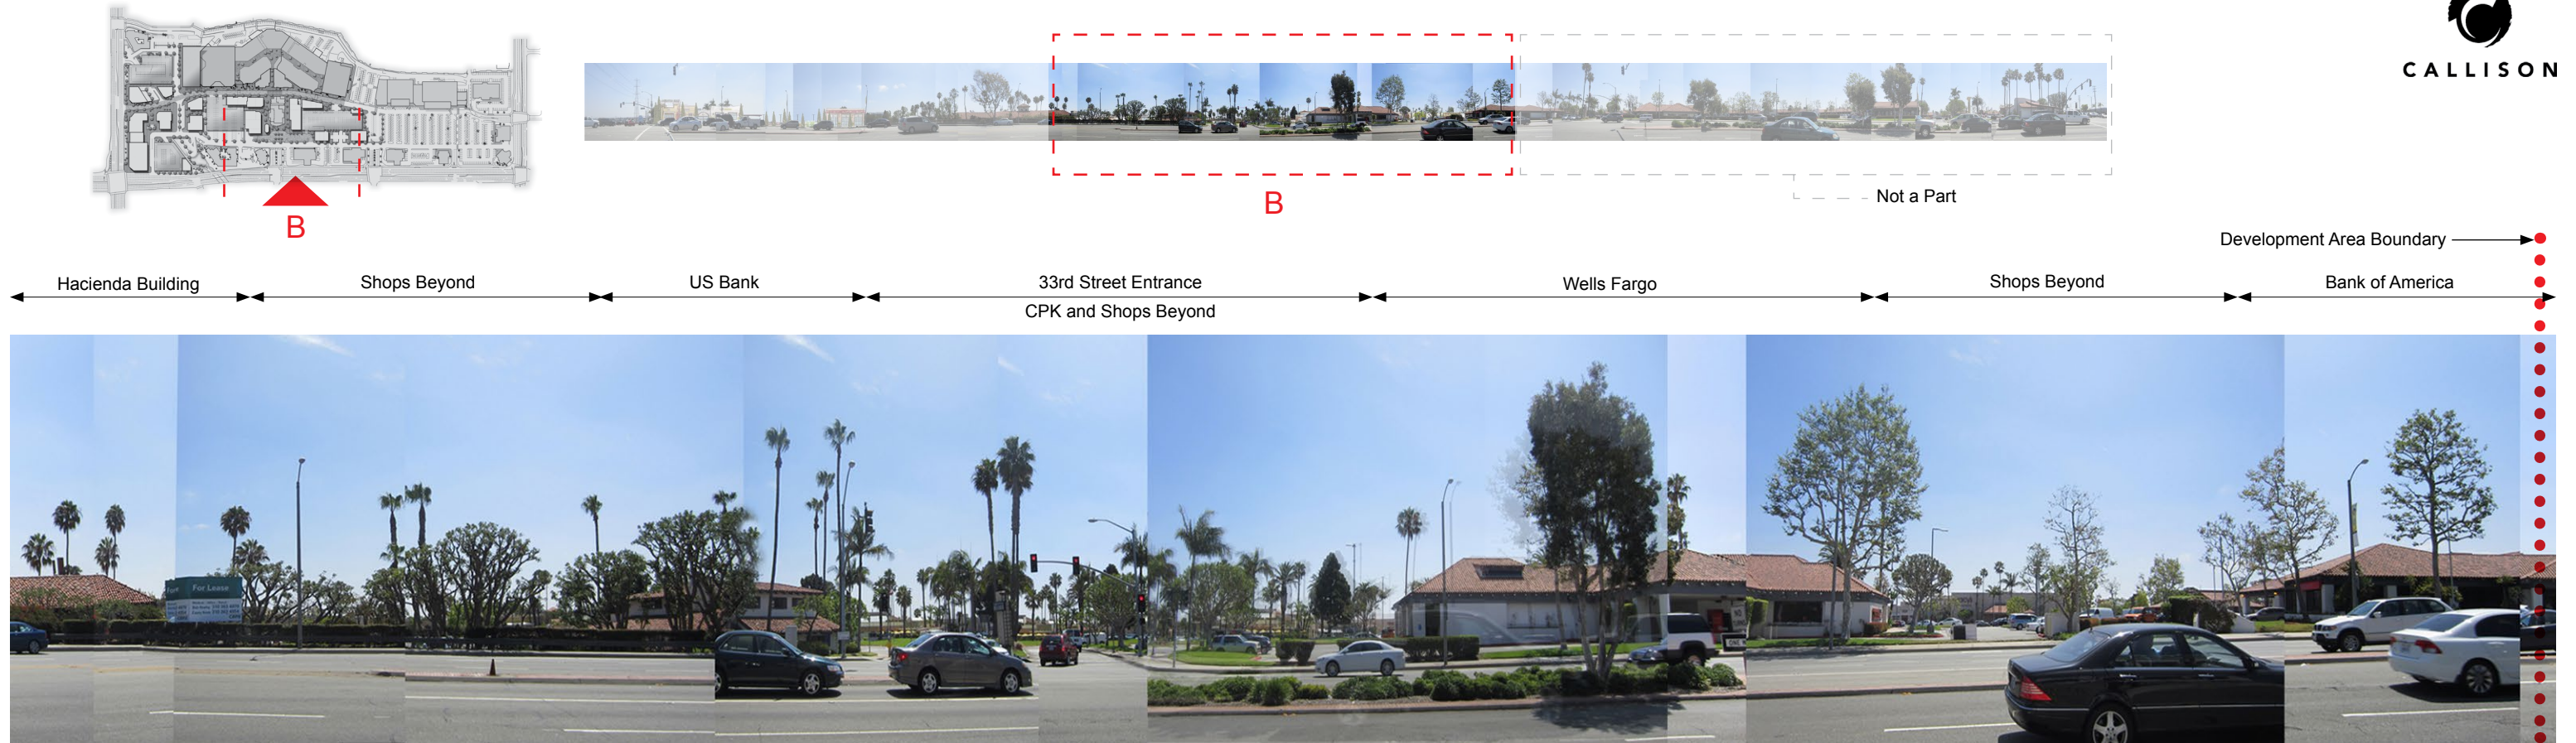 CALLISON
B
B
Not a Part
Development Area Boundary
Hacienda Building
Shops Beyond
US Bank
33rd Street Entrance
CPK and Shops Beyond
Wells Fargo
Shops Beyond
Bank of America
For Lease